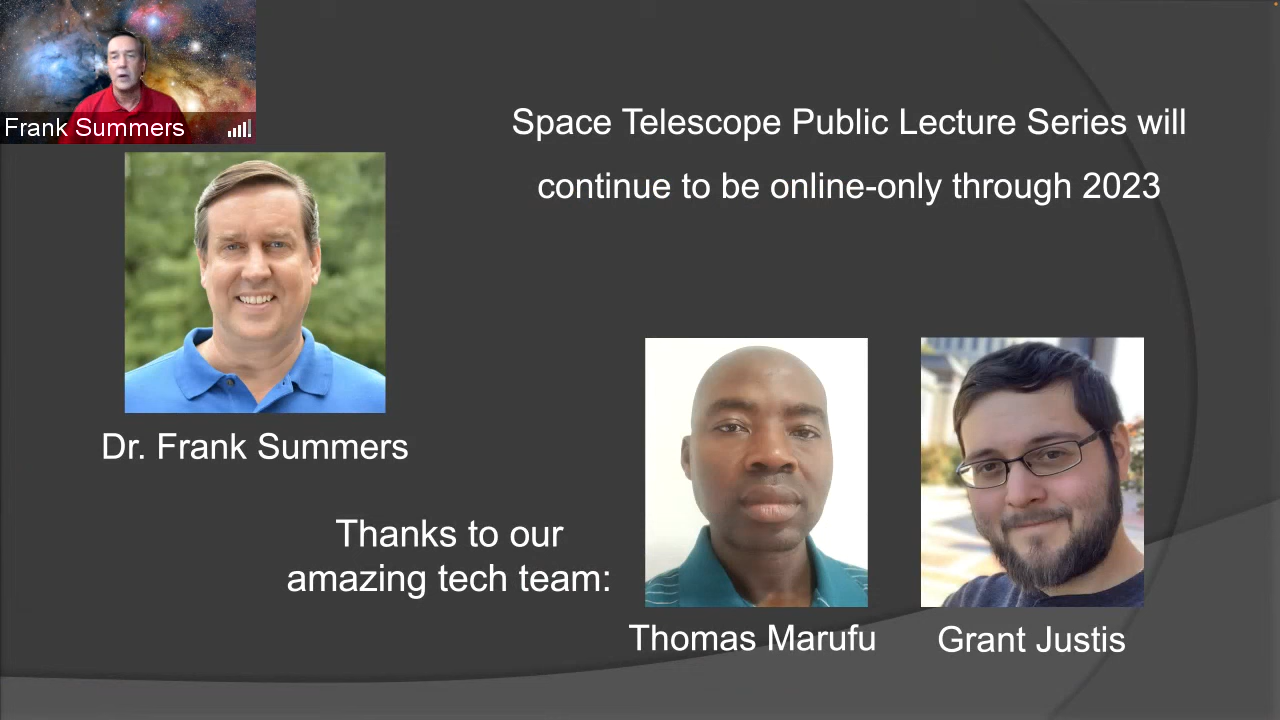 Frank Summers
Space Telescope Public Lecture Series will
continue to be online-only through 2023
Dr. Frank Summers
Thanks to our
amazing tech team:
Thomas Marufu
Grant Justis